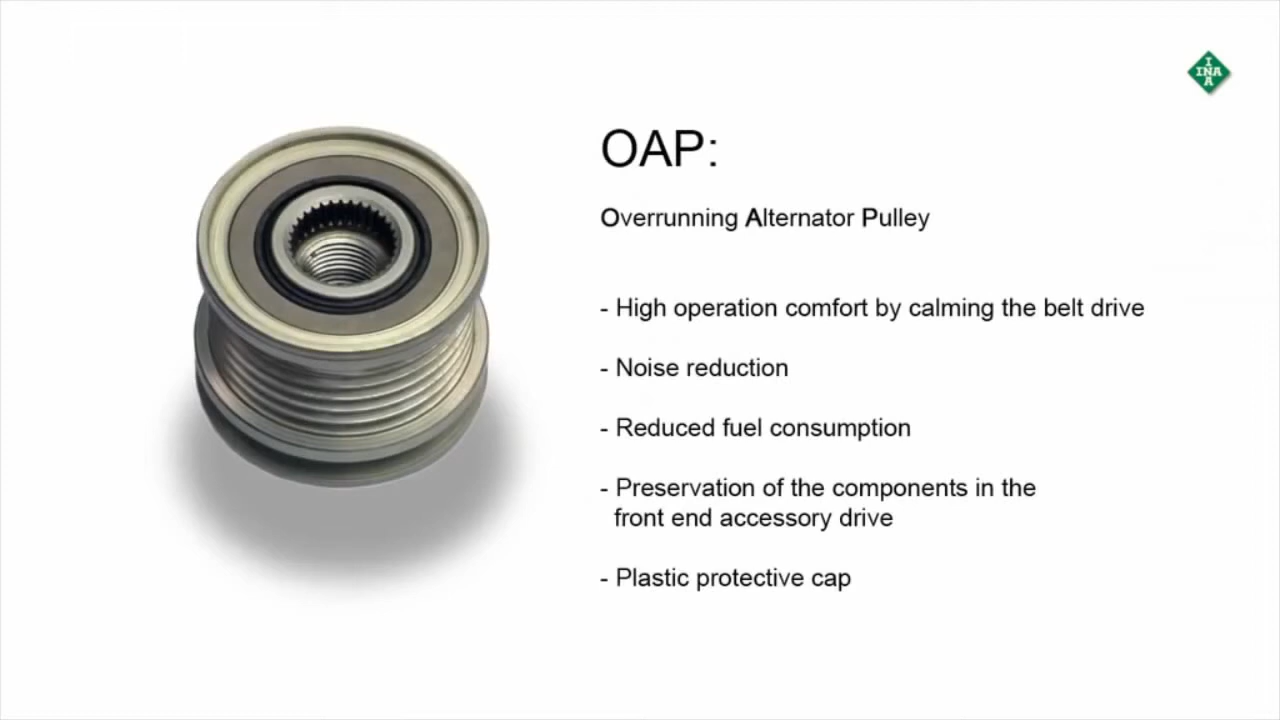 INA
OAP:
Overrunning Alternator Pulley
- High operation comfort by calming the belt drive
- Noise reduction
- Reduced fuel consumption
- Preservation of the components in the
front end accessory drive
- Plastic protective cap